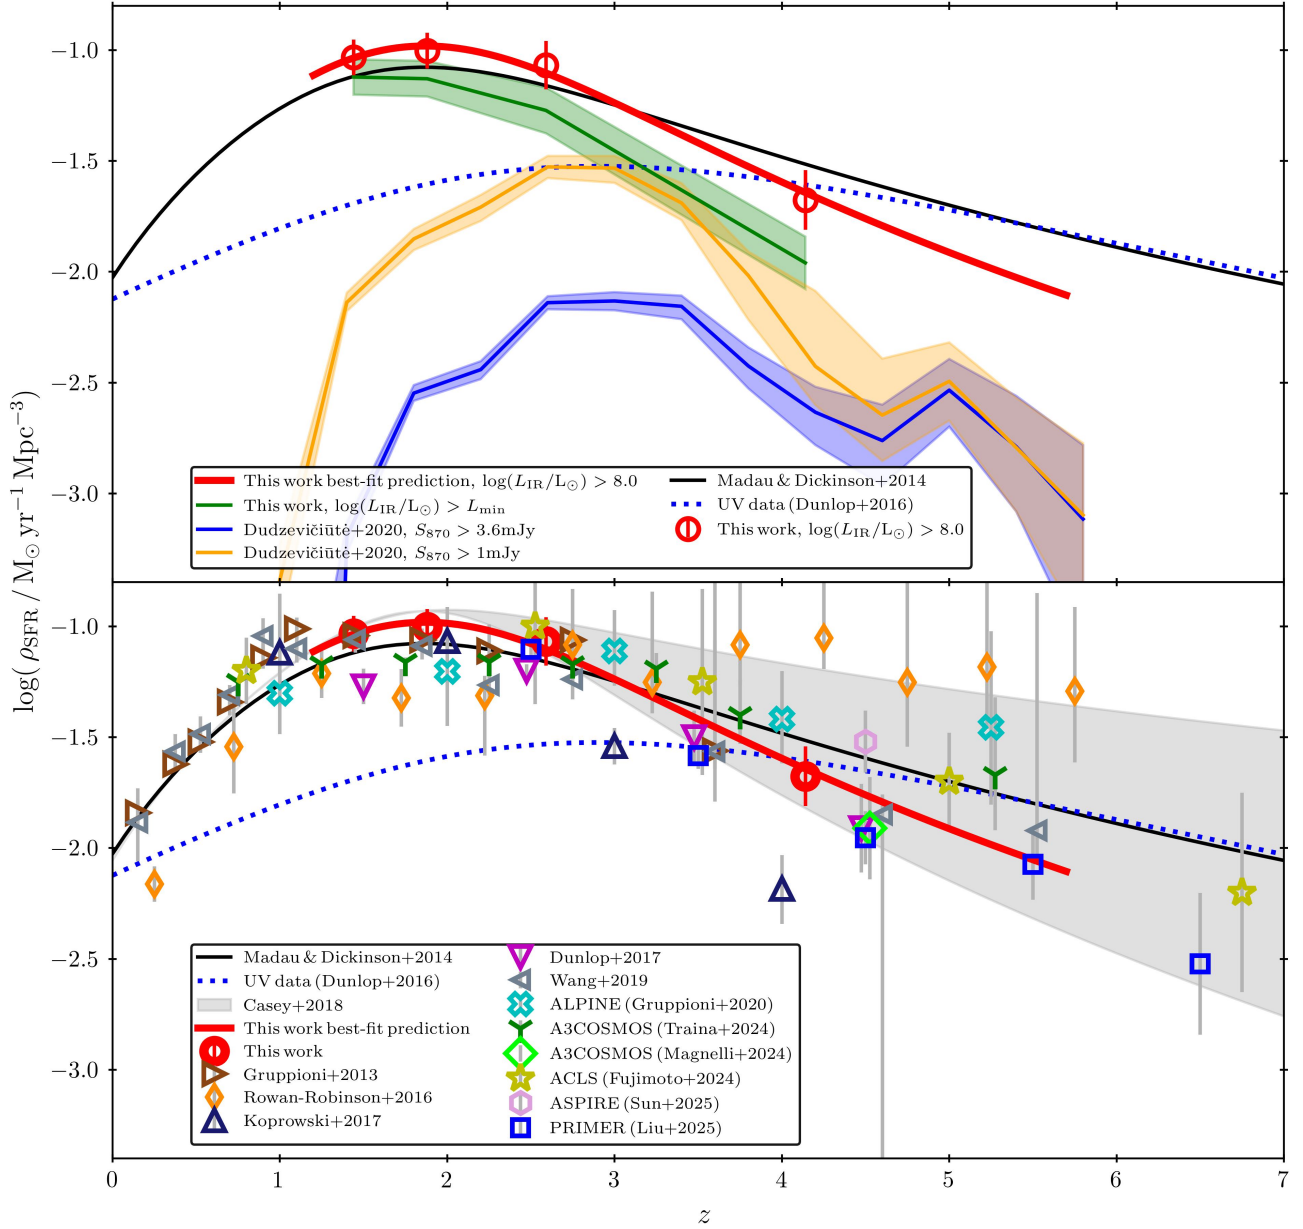 −1.0
−1.5
−2.0
−2.5
−3.0
This work best-fit prediction, log(L_IR/L_⊙) > 8.0
This work, log(L_IR/L_⊙) > L_min
Dudzevičiūtė+2020, S_870 > 3.6mJy
Dudzevičiūtė+2020, S_870 > 1mJy
Madau & Dickinson+2014
UV data (Dunlop+2016)
This work, log(L_IR/L_⊙) > 8.0
log( ρ_SFR / M_⊙ yr^−1 Mpc^−3)
−1.0
−1.5
−2.0
−2.5
−3.0
Madau & Dickinson+2014
UV data (Dunlop+2016)
Casey+2018
This work best-fit prediction
This work
Gruppioni+2013
Rowan-Robinson+2016
Koprowski+2017
Dunlop+2017
Wang+2019
ALPINE (Gruppioni+2020)
A3COSMOS (Traina+2024)
A3COSMOS (Magnelli+2024)
ACLS (Fujimoto+2024)
ASPIRE (Sun+2025)
PRIMER (Liu+2025)
0 1 2 3 4 5 6 7
z